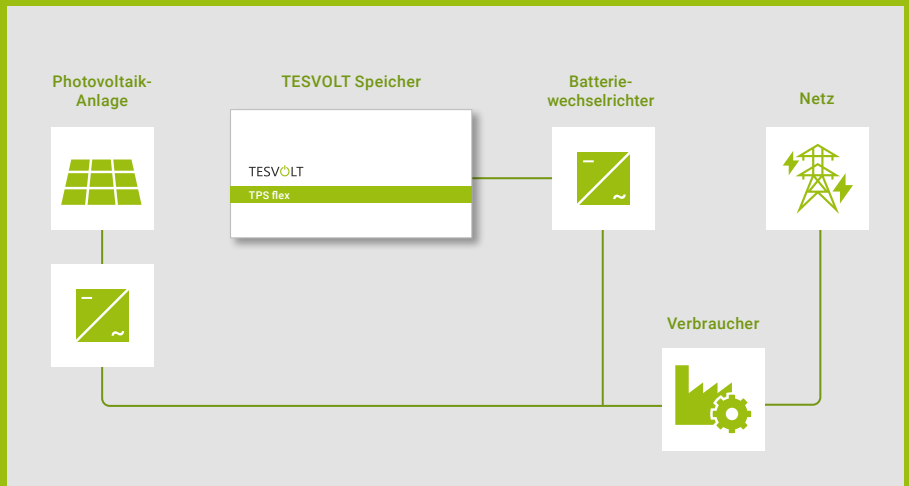 Photovoltaik-
Anlage
TESVOLT Speicher
Batterie-
wechselrichter
Netz
TESVOLT
TPS flex
Verbraucher